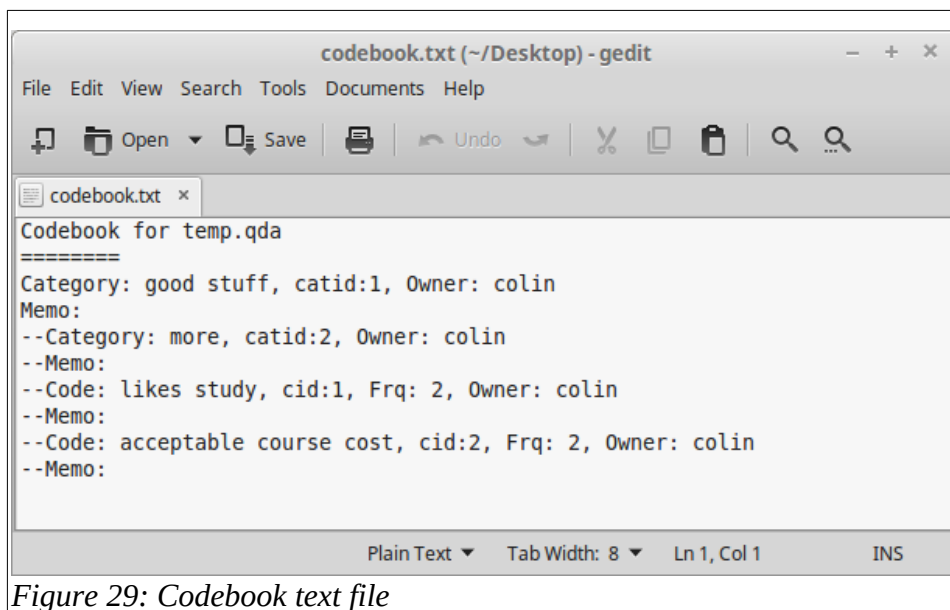 codebook.txt (~/Desktop) - gedit
File Edit View Search Tools Documents Help
Open Save Undo
codebook.txt
Codebook for temp.qda
========
Category: good stuff, catid:1, Owner: colin
Memo:
--Category: more, catid:2, Owner: colin
--Memo:
--Code: likes study, cid:1, Frq: 2, Owner: colin
--Memo:
--Code: acceptable course cost, cid:2, Frq: 2, Owner: colin
--Memo:
Plain Text Tab Width: 8 Ln 1, Col 1 INS
Figure 29: Codebook text file